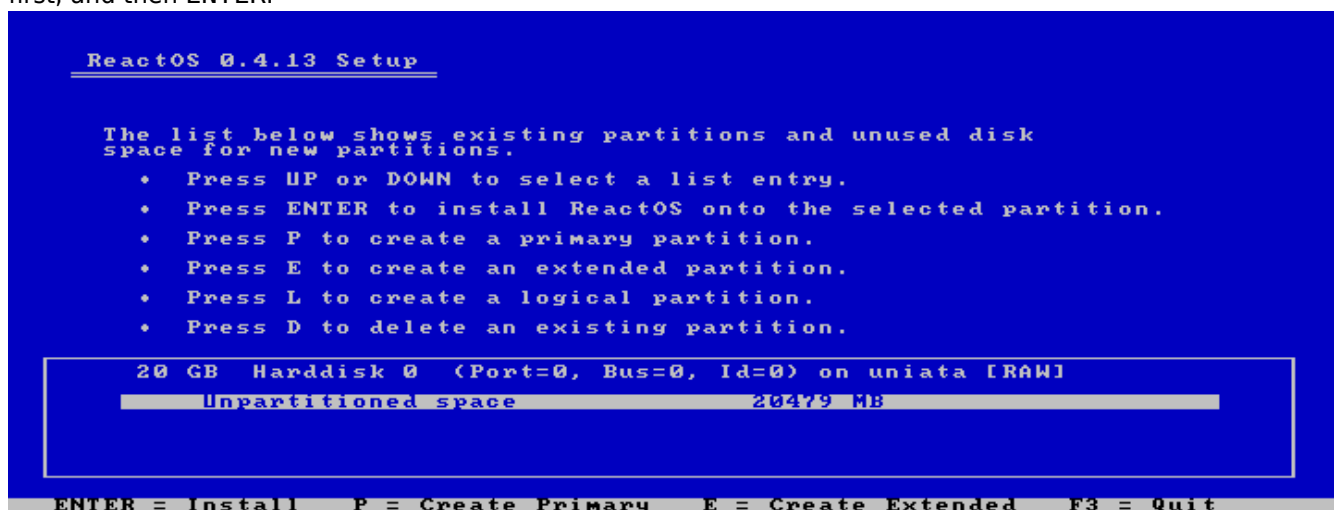 first, and then ENTER.
ReactOS 0.4.13 Setup
The list below shows existing partitions and unused disk
space for new partitions.
• Press UP or DOWN to select a list entry.
• Press ENTER to install ReactOS onto the selected partition.
• Press P to create a primary partition.
• Press E to create an extended partition.
• Press L to create a logical partition.
• Press D to delete an existing partition.
20 GB Harddisk 0 (Port=0, Bus=0, Id=0) on uniata [RAW]
Unpartitioned space 20479 MB
ENTER = Install P = Create Primary E = Create Extended F3 = Quit